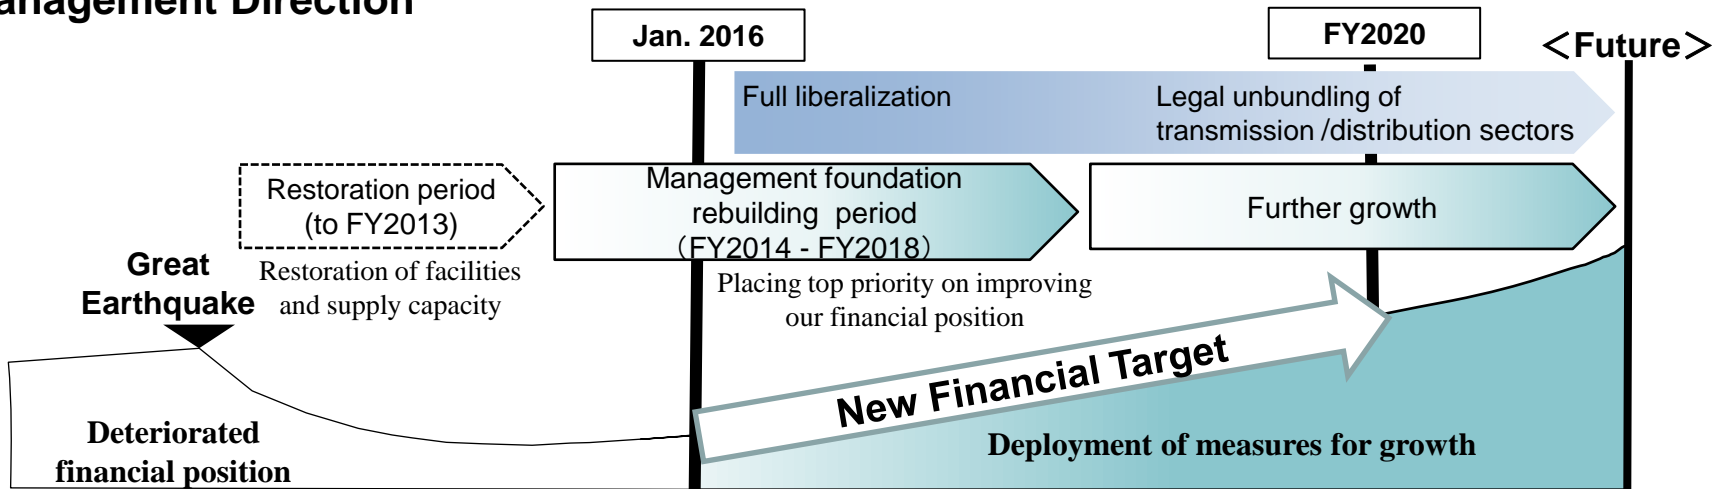 anagement Direction
Jan. 2016
FY2020
＜Future＞
Full liberalization
Legal unbundling of
transmission /distribution sectors
Restoration period
(to FY2013)
Management foundation
rebuilding period
（FY2014 - FY2018）
Further growth
Great
Earthquake
Restoration of facilities
and supply capacity
Placing top priority on improving
our financial position
New Financial Target
Deteriorated
financial position
Deployment of measures for growth